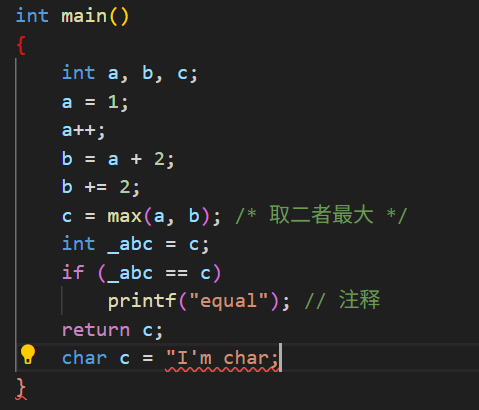 int main()
{
int a, b, c;
a = 1;
a++;
b = a + 2;
b += 2;
c = max(a, b); /* 取二者最大 */
int _abc = c;
if (_abc == c)
printf("equal"); // 注释
return c;
char c = "I'm char;
}